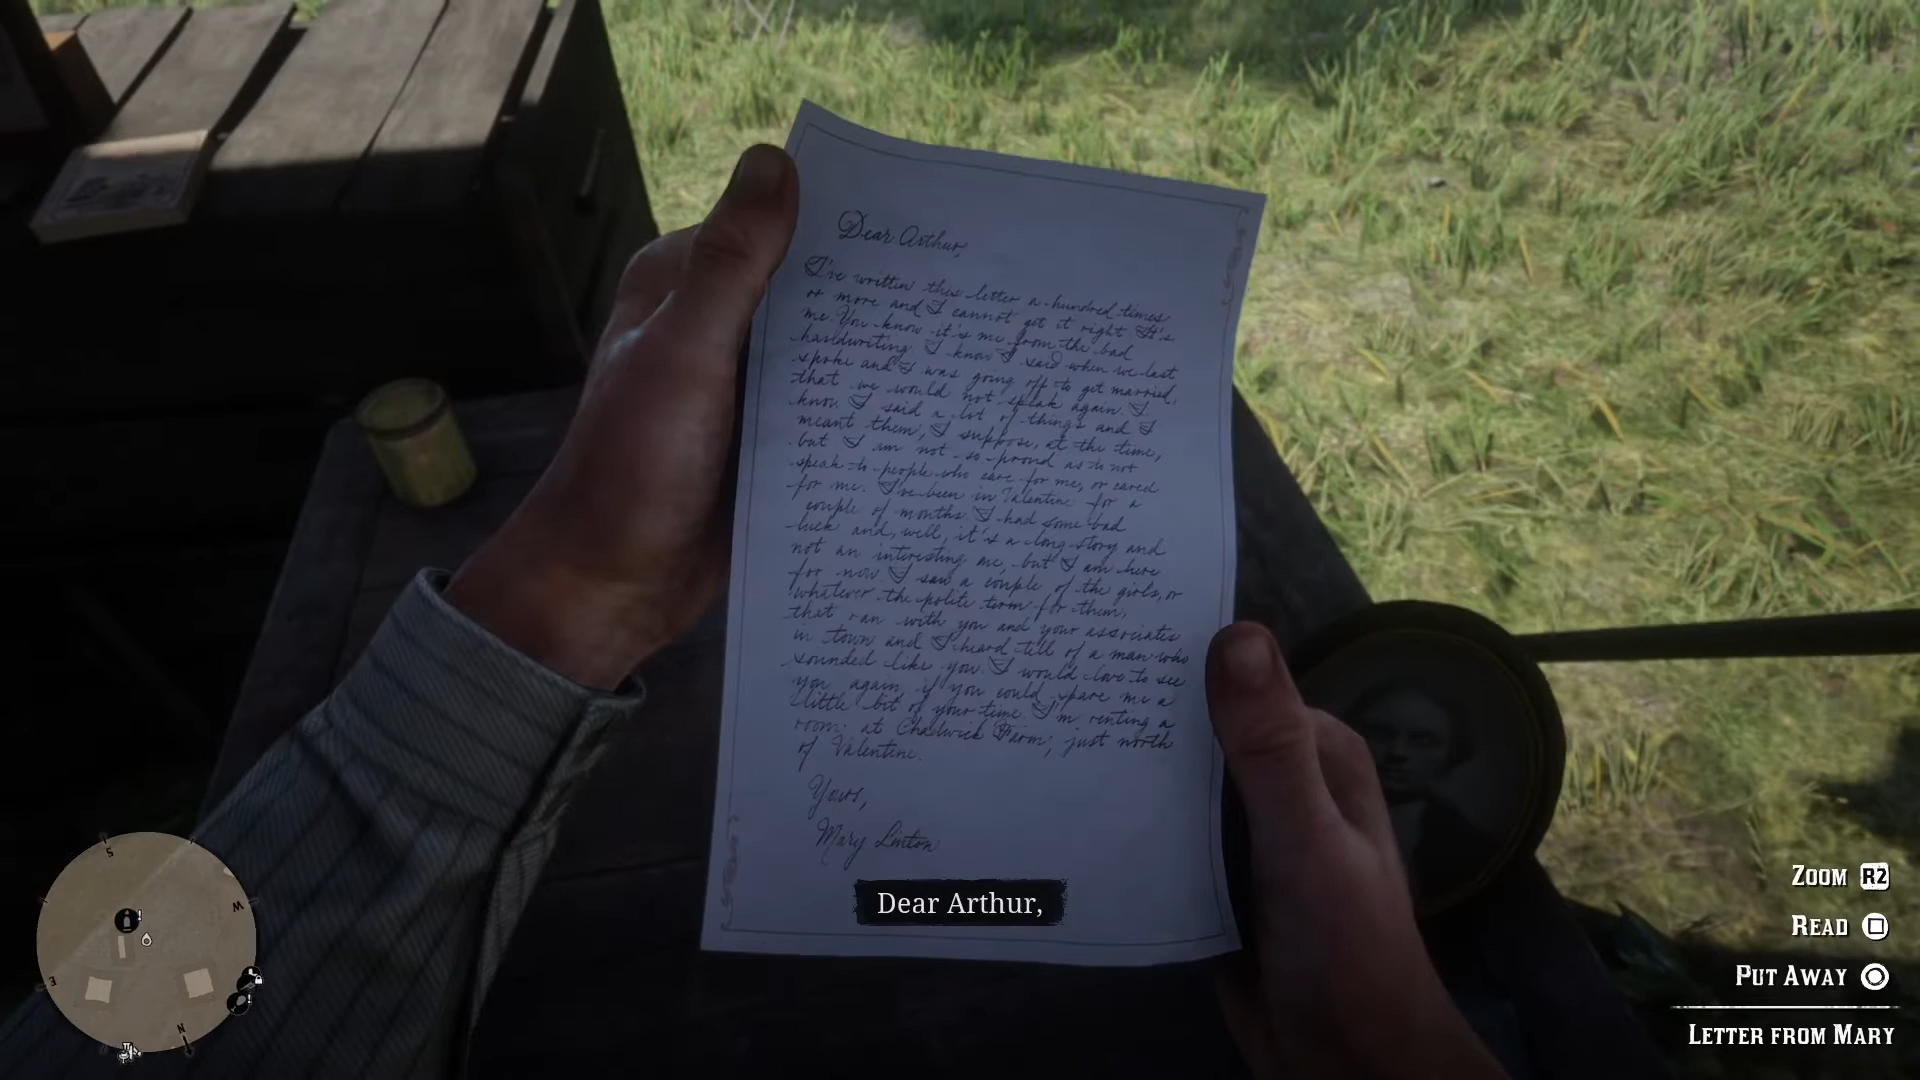 Dear Arthur,
I've written this letter a hundred times
or more and I cannot get it right. It's
me. You know it's me from the bad
handwriting. I know I said when we last
spoke and I was going off to get married,
that we would not speak again. I
know I said a lot of things and I
meant them, I suppose, at the time,
but I am not so proud as to not
speak to people who care for me, or cared
for me. I've been in Valentine for a
couple of months. I had some bad
luck and, well, it's a long story and
not an interesting one, but I am here
for now. I saw a couple of the girls, or
whatever the polite term for them,
that ran with you and your associates
in town and I heard tell of a man who
sounded like you. I would love to see
you again, if you could spare me a
little bit of your time. I'm renting a
room at Chadwick Farm, just north
of Valentine.
Yours,
Mary Linton
Dear Arthur,
S
W
E
N
ZOOM R2
READ
PUT AWAY
LETTER FROM MARY